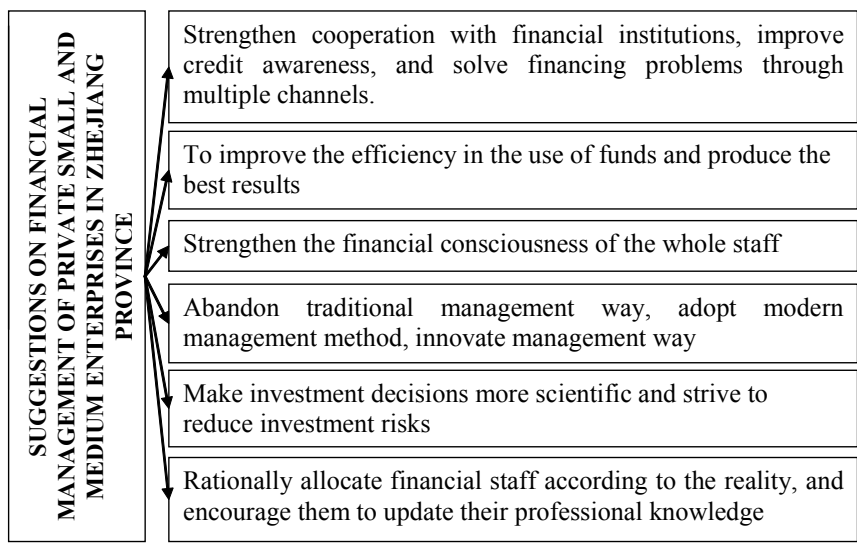 SUGGESTIONS ON FINANCIAL
MANAGEMENT OF PRIVATE SMALL AND
MEDIUM ENTERPRISES IN ZHEJIANG
PROVINCE
Strengthen cooperation with financial institutions, improve
credit awareness, and solve financing problems through
multiple channels.
To improve the efficiency in the use of funds and produce the
best results
Strengthen the financial consciousness of the whole staff
Abandon traditional management way, adopt modern
management method, innovate management way
Make investment decisions more scientific and strive to
reduce investment risks
Rationally allocate financial staff according to the reality, and
encourage them to update their professional knowledge